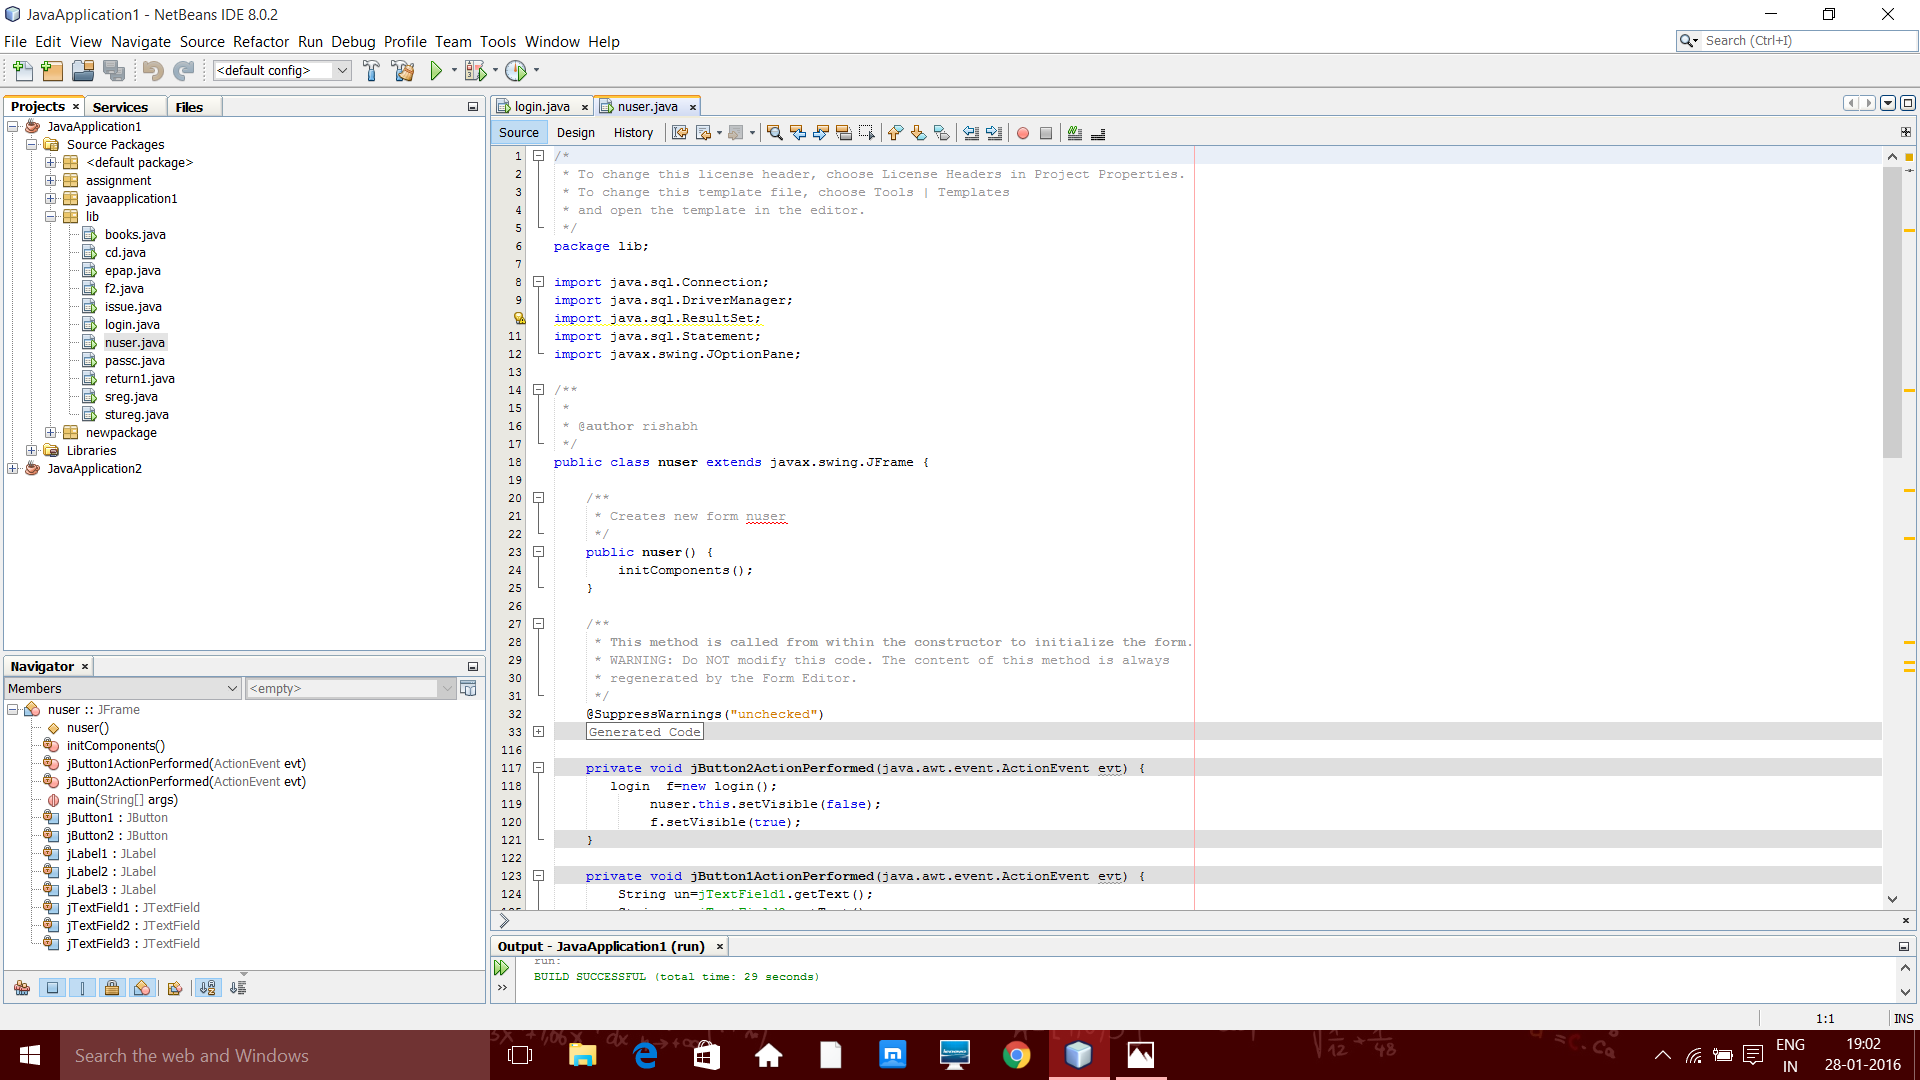 JavaApplication1 - NetBeans IDE 8.0.2
File Edit View Navigate Source Refactor Run Debug Profile Team Tools Window Help
Search (Ctrl+I)
<default config>
Projects
Services
Files
JavaApplication1
Source Packages
<default package>
assignment
javaapplication1
lib
books.java
cd.java
epap.java
f2.java
issue.java
login.java
nuser.java
passc.java
return1.java
sreg.java
stureg.java
newpackage
Libraries
JavaApplication2
Navigator
Members
<empty>
nuser :: JFrame
nuser()
initComponents()
jButton1ActionPerformed(ActionEvent evt)
jButton2ActionPerformed(ActionEvent evt)
main(String[] args)
jButton1 : JButton
jButton2 : JButton
jLabel1 : JLabel
jLabel2 : JLabel
jLabel3 : JLabel
jTextField1 : JTextField
jTextField2 : JTextField
jTextField3 : JTextField
login.java
nuser.java
Source Design History
1 /*
2 * To change this license header, choose License Headers in Project Properties.
3 * To change this template file, choose Tools | Templates
4 * and open the template in the editor.
5 */
6 package lib;
7
8 import java.sql.Connection;
9 import java.sql.DriverManager;
import java.sql.ResultSet;
11 import java.sql.Statement;
12 import javax.swing.JOptionPane;
13
14 /**
15 *
16 * @author rishabh
17 */
18 public class nuser extends javax.swing.JFrame {
19
20 /**
21 * Creates new form nuser
22 */
23 public nuser() {
24 initComponents();
25 }
26
27 /**
28 * This method is called from within the constructor to initialize the form.
29 * WARNING: Do NOT modify this code. The content of this method is always
30 * regenerated by the Form Editor.
31 */
32 @SuppressWarnings("unchecked")
33 Generated Code
116
117 private void jButton2ActionPerformed(java.awt.event.ActionEvent evt) {
118 login f=new login();
119 nuser.this.setVisible(false);
120 f.setVisible(true);
121 }
122
123 private void jButton1ActionPerformed(java.awt.event.ActionEvent evt) {
124 String un=jTextField1.getText();
Output - JavaApplication1 (run)
run:
BUILD SUCCESSFUL (total time: 29 seconds)
1:1 INS
Search the web and Windows
ENG
IN
19:02
28-01-2016